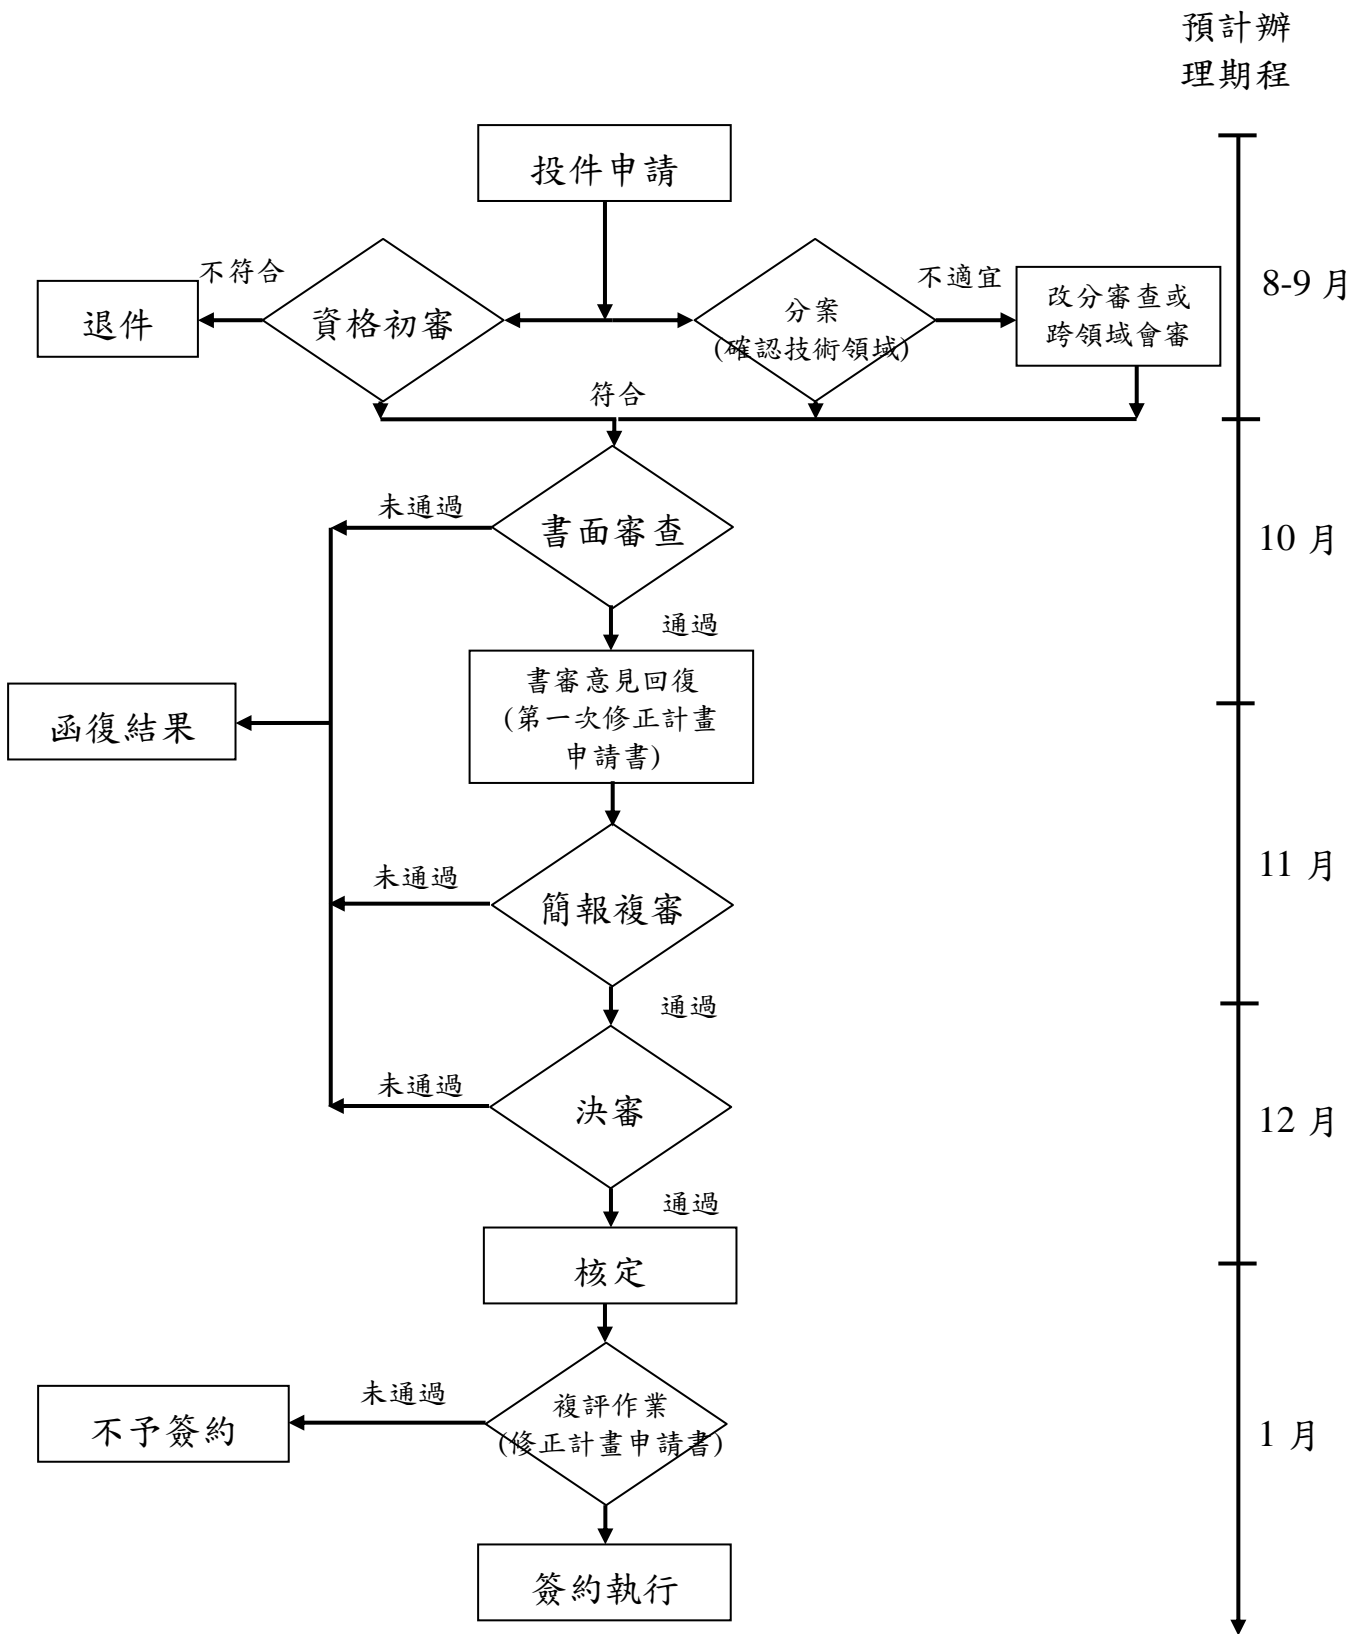 預計辦
理期程
投件申請
不符合
退件
資格初審
分案
(確認技術領域)
不適宜
改分審查或
跨領域會審
8-9 月
符合
未通過
書面審查
10 月
通過
書審意見回復
(第一次修正計畫
申請書)
函復結果
未通過
簡報複審
11 月
通過
未通過
決審
12 月
通過
核定
未通過
不予簽約
複評作業
(修正計畫申請書)
1 月
簽約執行